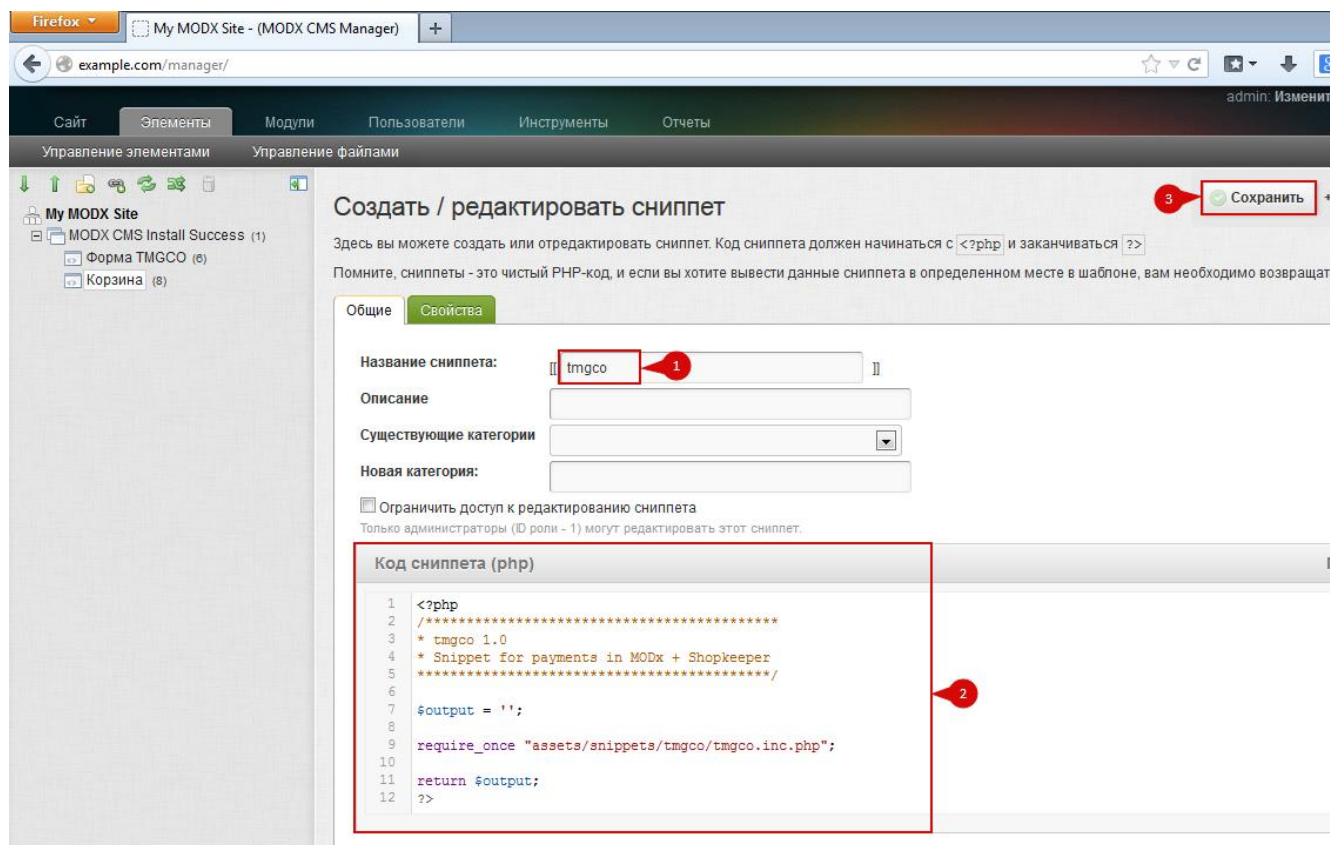 Firefox
My MODX Site - (MODX CMS Manager)
+
example.com/manager/
8
admin: Изменит
Сайт Элементы Модули Пользователи Инструменты Отчеты
Управление элементами Управление файлами
My MODX Site
MODX CMS Install Success (1)
Форма TMGCO (6)
Корзина (8)
Создать / редактировать сниппет
3
Сохранить
Здесь вы можете создать или отредактировать сниппет. Код сниппета должен начинаться с <?php и заканчиваться ?>
Помните, сниппеты - это чистый PHP-код, и если вы хотите вывести данные сниппета в определенном месте в шаблоне, вам необходимо возвращат
Общие Свойства
Название сниппета: [[ tmgco 1 ]]
Описание
Существующие категории
Новая категория:
Ограничить доступ к редактированию сниппета
Только администраторы (ID роли - 1) могут редактировать этот сниппет.
Код сниппета (php)
1 <?php
2 /*******************************************
3 * tmgco 1.0
4 * Snippet for payments in MODx + Shopkeeper
5 *******************************************/
6
7 $output = '';
8
9 require_once "assets/snippets/tmgco/tmgco.inc.php";
10
11 return $output;
12 ?>
2